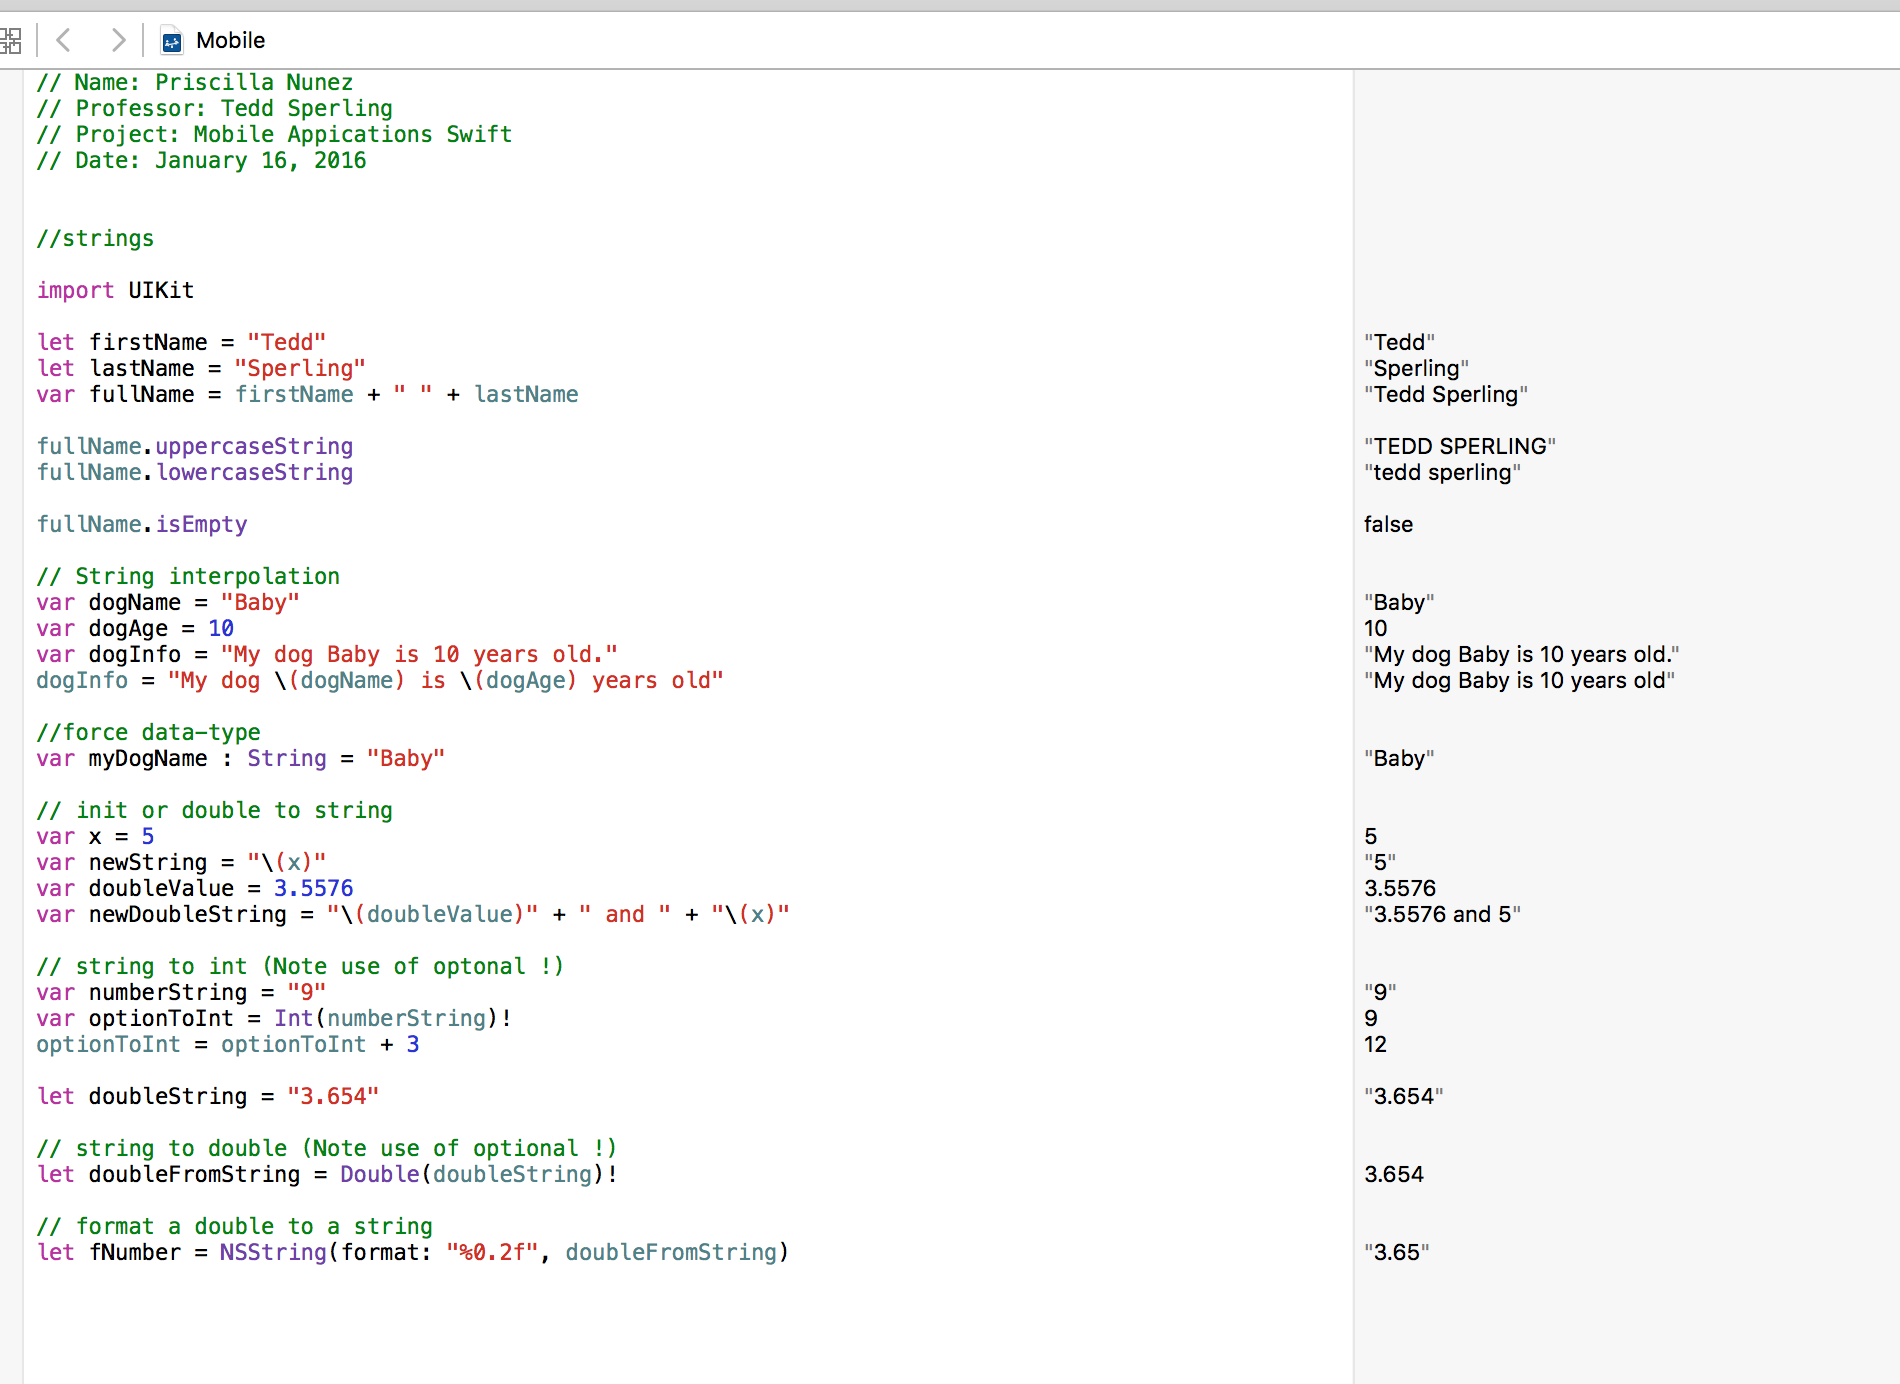 Mobile
// Name: Priscilla Nunez
// Professor: Tedd Sperling
// Project: Mobile Appications Swift
// Date: January 16, 2016
//strings
import UIKit
let firstName = "Tedd" "Tedd"
let lastName = "Sperling" "Sperling"
var fullName = firstName + " " + lastName "Tedd Sperling"
fullName.uppercaseString "TEDD SPERLING"
fullName.lowercaseString "tedd sperling"
fullName.isEmpty false
// String interpolation
var dogName = "Baby" "Baby"
var dogAge = 10 10
var dogInfo = "My dog Baby is 10 years old." "My dog Baby is 10 years old."
dogInfo = "My dog \(dogName) is \(dogAge) years old" "My dog Baby is 10 years old"
//force data-type
var myDogName : String = "Baby" "Baby"
// init or double to string
var x = 5 5
var newString = "\(x)" "5"
var doubleValue = 3.5576 3.5576
var newDoubleString = "\(doubleValue)" + " and " + "\(x)" "3.5576 and 5"
// string to int (Note use of optonal !)
var numberString = "9" "9"
var optionToInt = Int(numberString)! 9
optionToInt = optionToInt + 3 12
let doubleString = "3.654" "3.654"
// string to double (Note use of optional !)
let doubleFromString = Double(doubleString)! 3.654
// format a double to a string
let fNumber = NSString(format: "%0.2f", doubleFromString) "3.65"